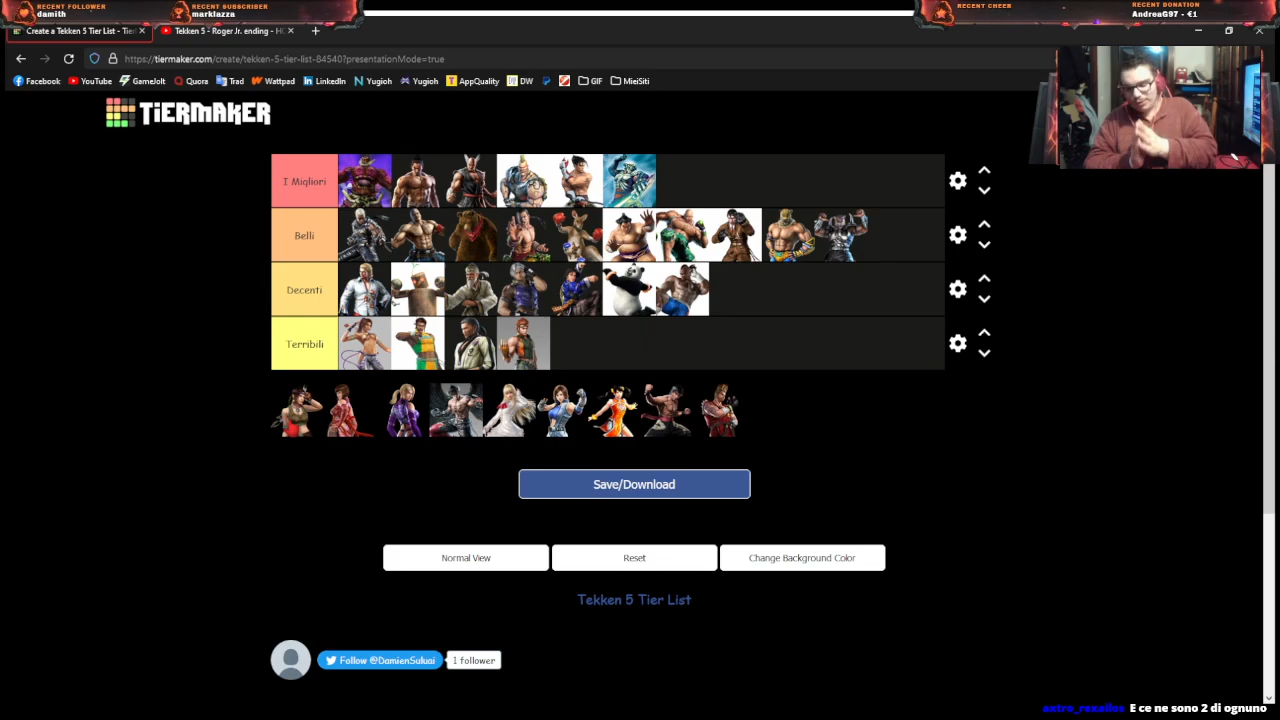 RECENT FOLLOWER
damith
RECENT SUBSCRIBER
marklazza
RECENT CHEER
RECENT DONATION
AndreaG97 - €1
Create a Tekken 5 Tier List - Tier
Tekken 5 - Roger Jr. ending - H
https://tiermaker.com/create/tekken-5-tier-list-84540?presentationMode=true
Facebook
YouTube
GameJolt
Quora
Trad
Wattpad
LinkedIn
Yugioh
Yugioh
AppQuality
DW
GIF
MieiSiti
TIERMAKER
I Migliori
Belli
Decenti
Terribili
Save/Download
Normal View
Reset
Change Background Color
Tekken 5 Tier List
Follow @DamienSuluai
1 follower
E ce ne sono 2 di ognuno